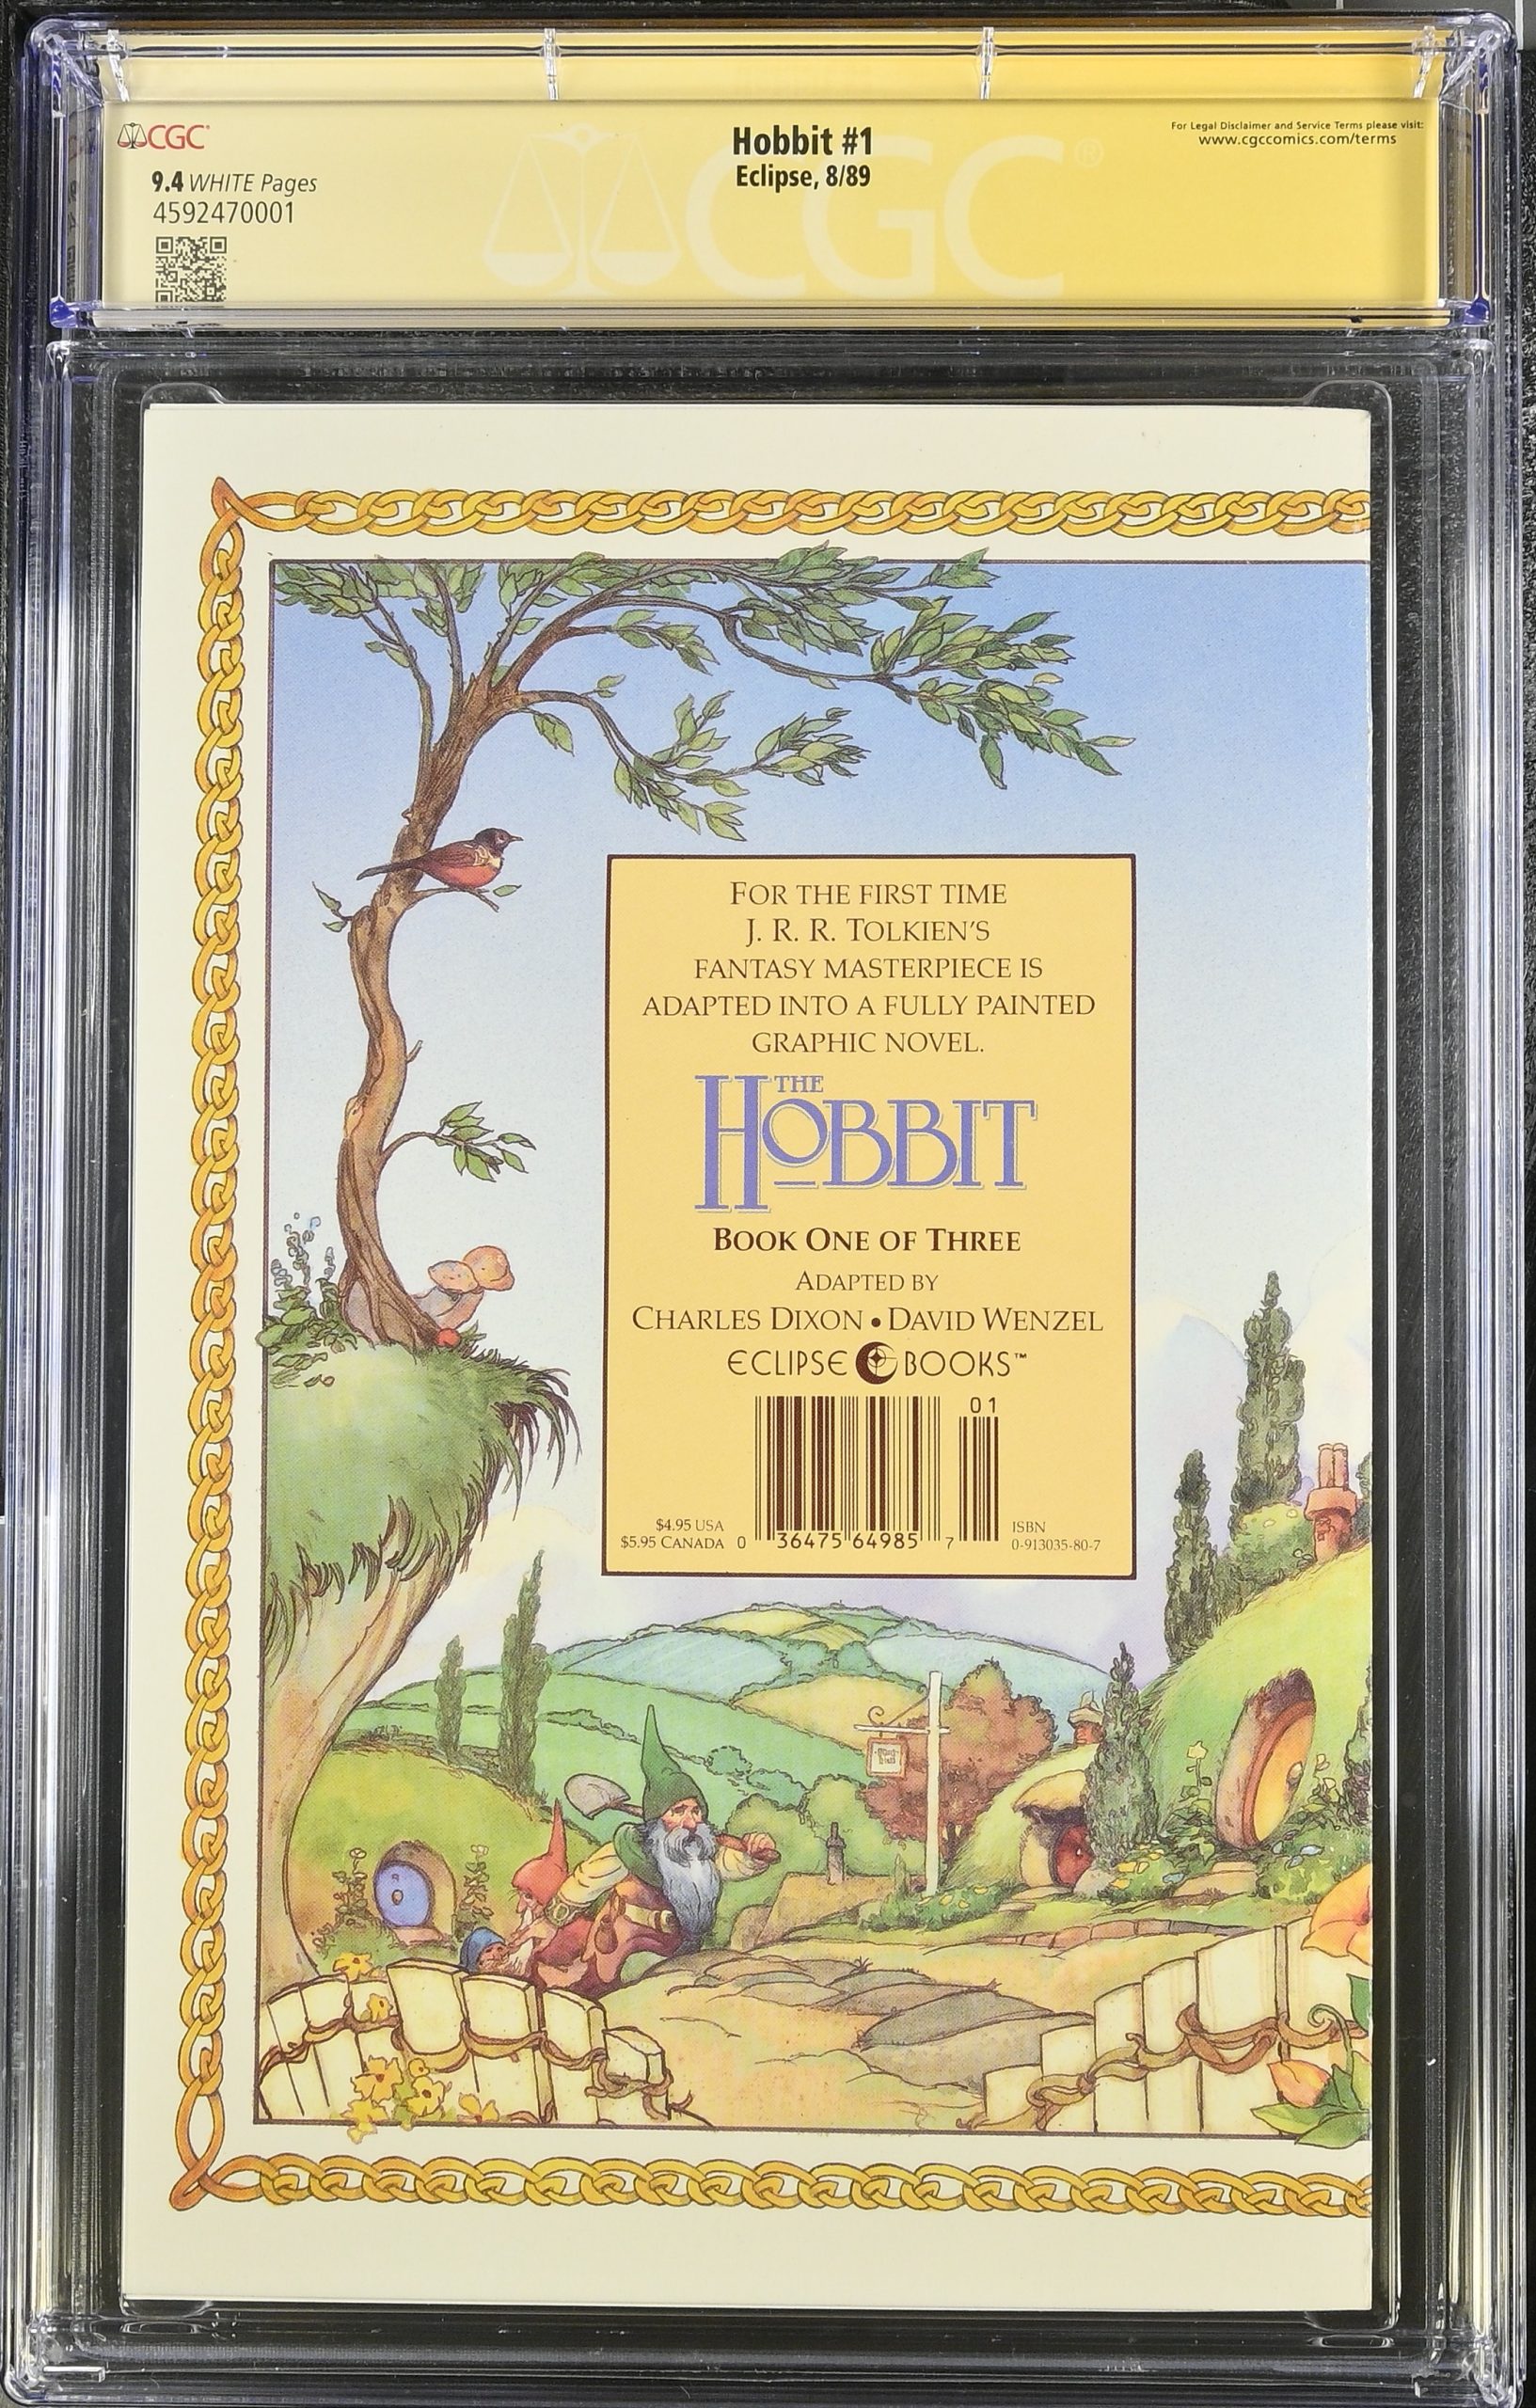 CGC
Hobbit #1
Eclipse, 8/89
For Legal Disclaimer and Service Terms please visit:
www.cgccomics.com/terms
9.4 WHITE Pages
4592470001
CGC®
FOR THE FIRST TIME
J. R. R. TOLKIEN'S
FANTASY MASTERPIECE IS
ADAPTED INTO A FULLY PAINTED
GRAPHIC NOVEL.
THE
HOBBIT
BOOK ONE OF THREE
ADAPTED BY
CHARLES DIXON • DAVID WENZEL
ECLIPSE BOOKS™
01
$4.95 USA
$5.95 CANADA
0 36475 64985 7
ISBN
0-913035-80-7